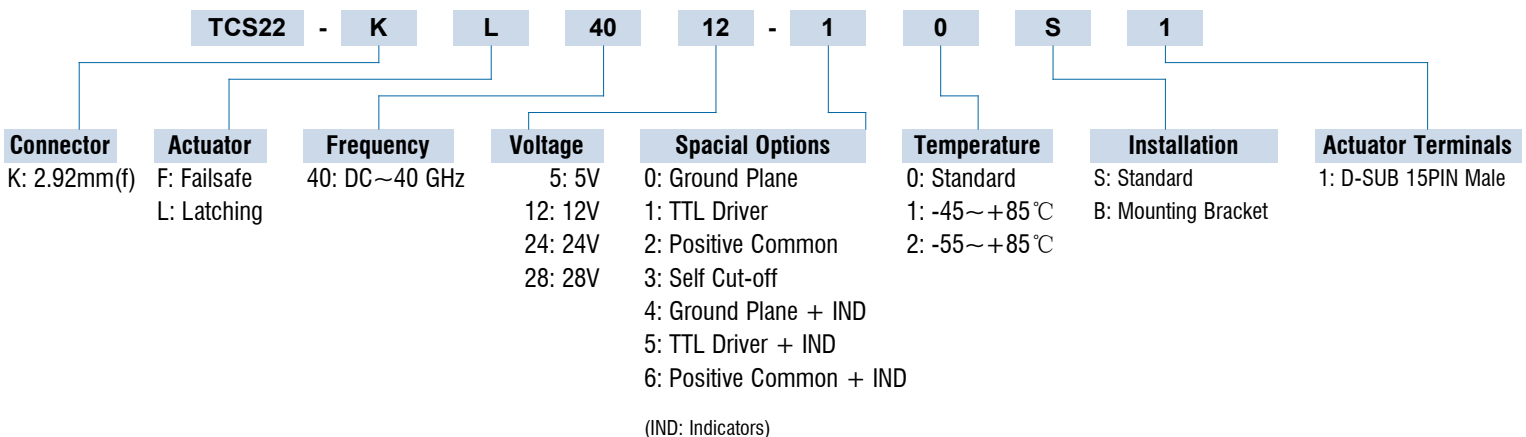 TCS22 - K L 40 12 - 1 0 S 1
Connector
K: 2.92mm(f)
Actuator
F: Failsafe
L: Latching
Frequency
40: DC~40 GHz
Voltage
5: 5V
12: 12V
24: 24V
28: 28V
Spacial Options
0: Ground Plane
1: TTL Driver
2: Positive Common
3: Self Cut-off
4: Ground Plane + IND
5: TTL Driver + IND
6: Positive Common + IND
(IND: Indicators)
Temperature
0: Standard
1: -45~+85℃
2: -55~+85℃
Installation
S: Standard
B: Mounting Bracket
Actuator Terminals
1: D-SUB 15PIN Male